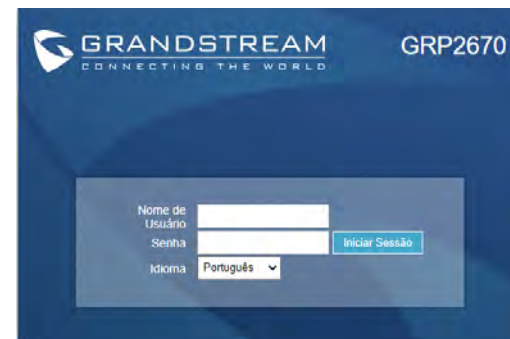 GRANDSTREAM
CONNECTING THE WORLD
GRP2670
Nome de
Usuário
Senha
Iniciar Sessão
Idioma
Português